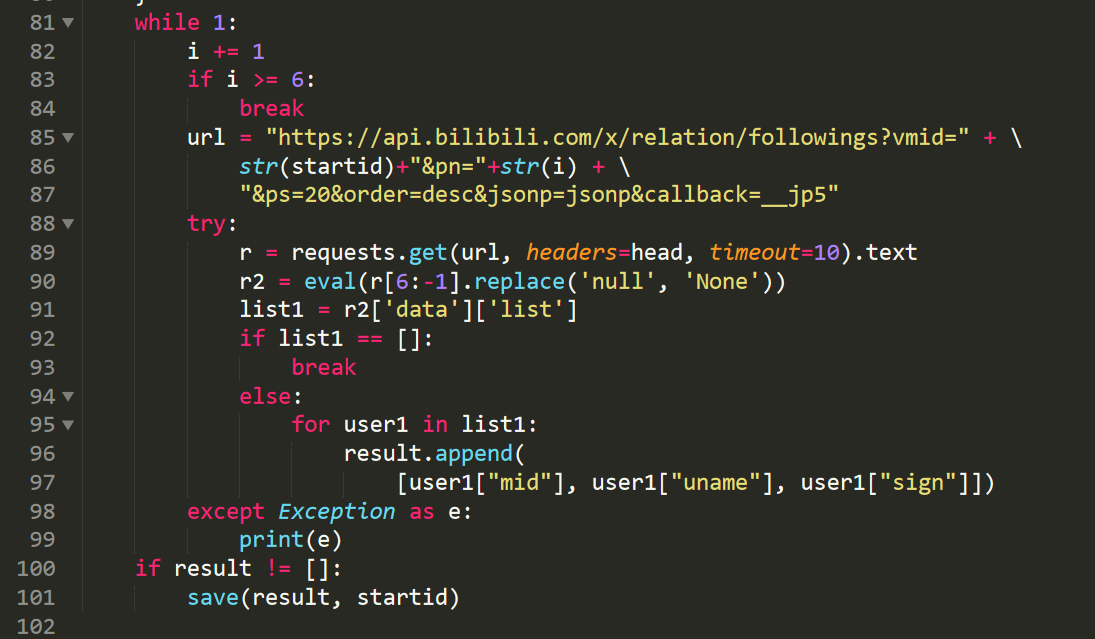 81 while 1:
82 i += 1
83 if i >= 6:
84 break
85 url = "https://api.bilibili.com/x/relation/followings?vmid=" + \
86 str(startid)+"&pn="+str(i) + \
87 "&ps=20&order=desc&jsonp=jsonp&callback=__jp5"
88 try:
89 r = requests.get(url, headers=head, timeout=10).text
90 r2 = eval(r[6:-1].replace('null', 'None'))
91 list1 = r2['data']['list']
92 if list1 == []:
93 break
94 else:
95 for user1 in list1:
96 result.append(
97 [user1["mid"], user1["uname"], user1["sign"]])
98 except Exception as e:
99 print(e)
100 if result != []:
101 save(result, startid)
102